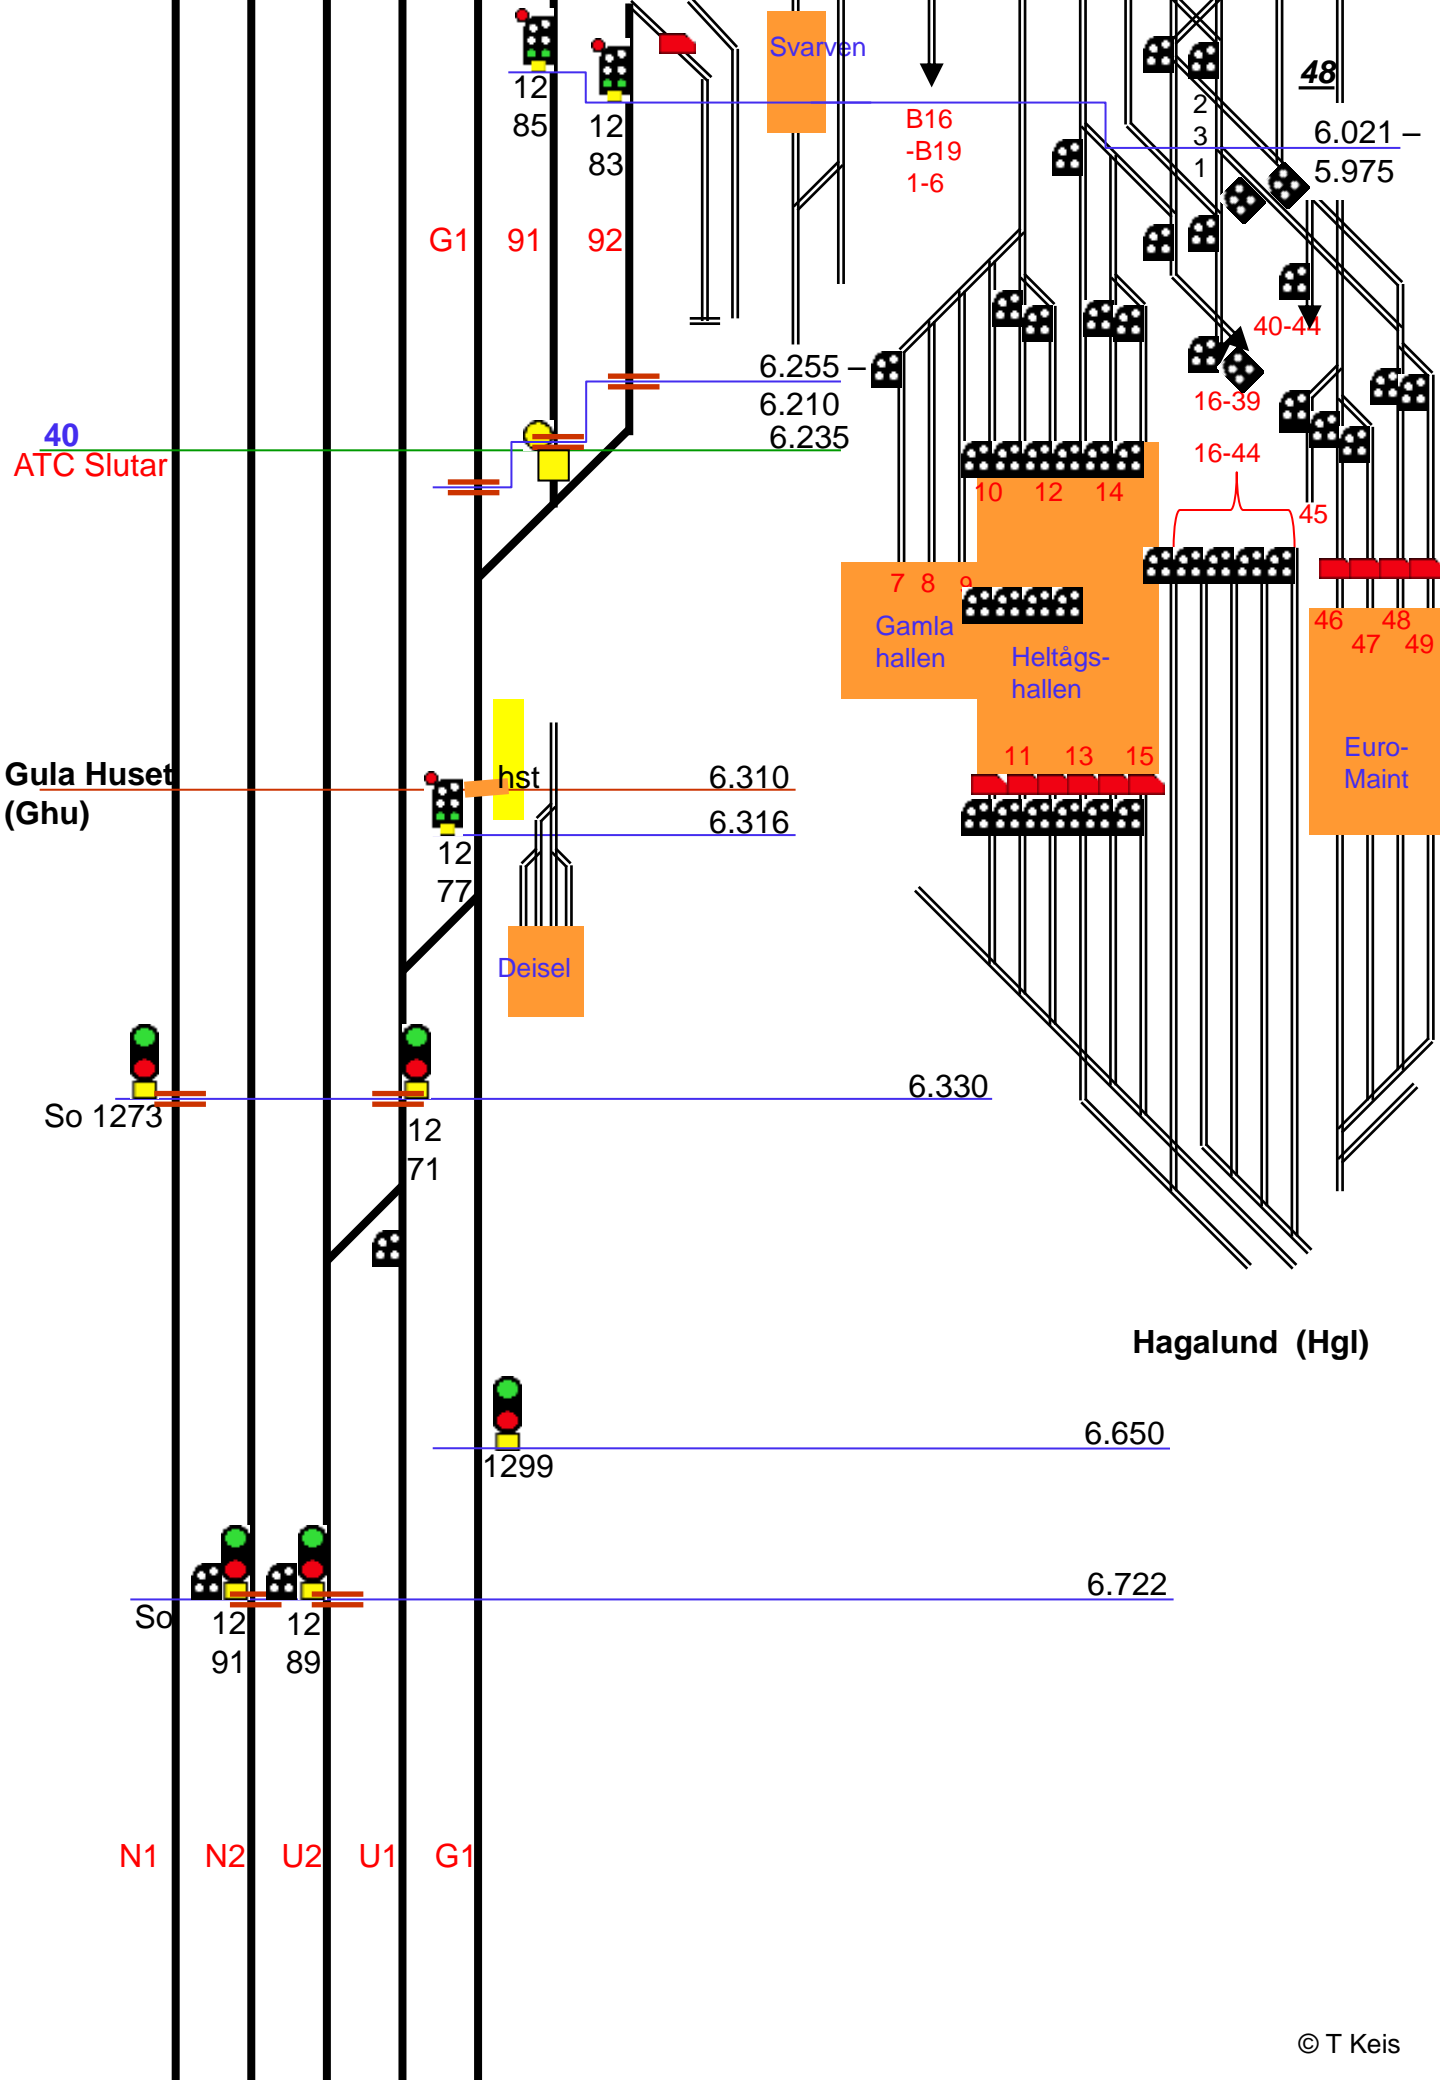 Svarven
48
12
85
12
83
B16
-B19
1-6
2
3
1
6.021 –
5.975
G1 91 92
40-44
6.255 –
6.210
6.235
40
ATC Slutar
16-39
16-44
10 12 14
45
7 8 9
Gamla
hallen
Heltågs-
hallen
46 48
47 49
11 13 15
Euro-
Maint
Gula Huset
(Ghu)
hst
6.310
6.316
12
77
Deisel
6.330
So 1273
12
71
Hagalund (Hgl)
6.650
1299
6.722
So
12
91
12
89
N1 N2 U2 U1 G1
© T Keis